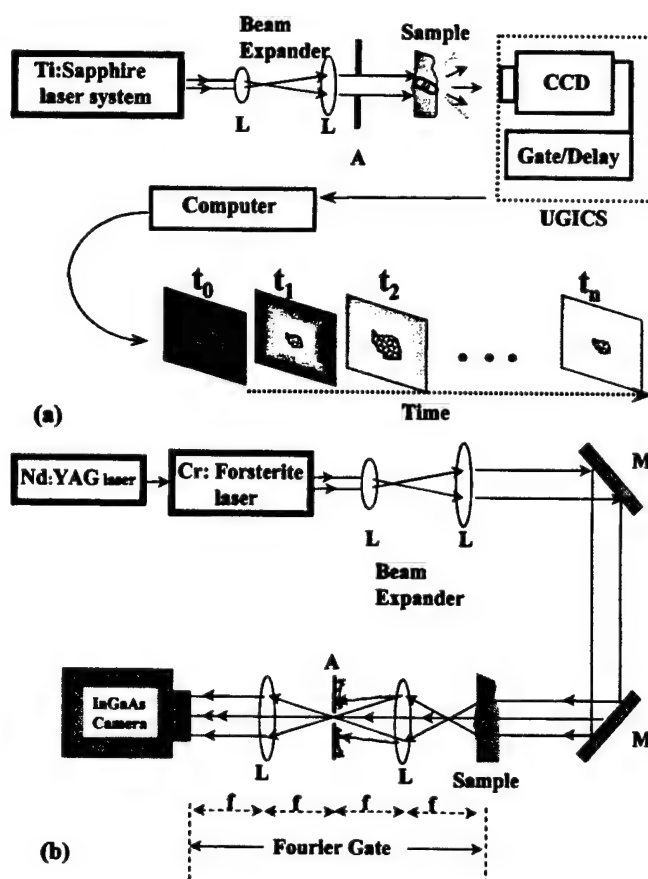 Beam
Expander
Sample
Ti:Sapphire
laser system
L
L
A
CCD
Gate/Delay
UGICS
Computer
t0
t1
t2
tn
Time
(a)
Nd:YAG laser
Cr: Forsterite
laser
L
L
M
Beam
Expander
InGaAs
Camera
A
L
L
Sample
M
f
f
f
f
Fourier Gate
(b)